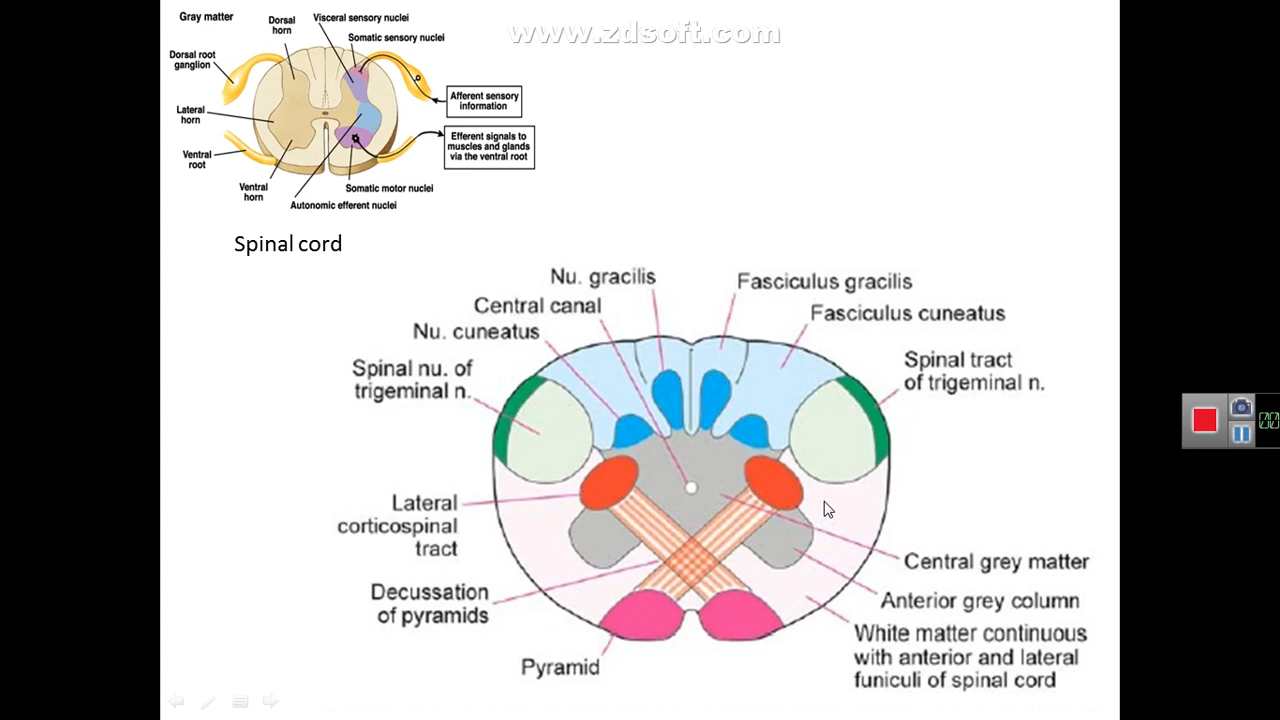 www.zdsoft.com
Gray matter
Dorsal
horn
Visceral sensory nuclei
Somatic sensory nuclei
Dorsal root
ganglion
Afferent sensory
information
Lateral
horn
Efferent signals to
muscles and glands
via the ventral root
Ventral
root
Ventral
horn
Somatic motor nuclei
Autonomic efferent nuclei
Spinal cord
Nu. gracilis
Fasciculus gracilis
Central canal
Fasciculus cuneatus
Nu. cuneatus
Spinal nu. of
trigeminal n.
Spinal tract
of trigeminal n.
Lateral
corticospinal
tract
Central grey matter
Decussation
of pyramids
Anterior grey column
White matter continuous
with anterior and lateral
funiculi of spinal cord
Pyramid
00